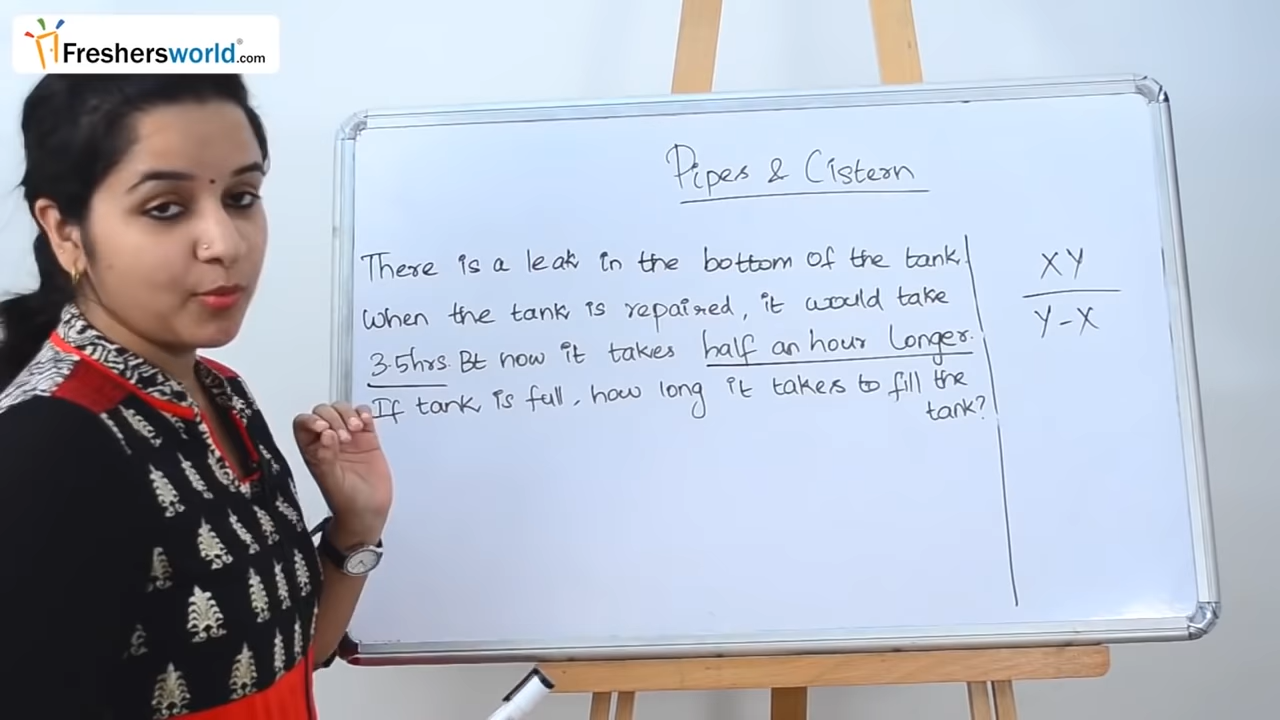 Freshersworld.com
Pipes & Cistern
There is a leak in the bottom of the tank.
When the tank is repaired, it would take
3.5hrs. Bt now it takes half an hour longer.
If tank is full, how long it takes to fill the
tank?
XY
Y-X